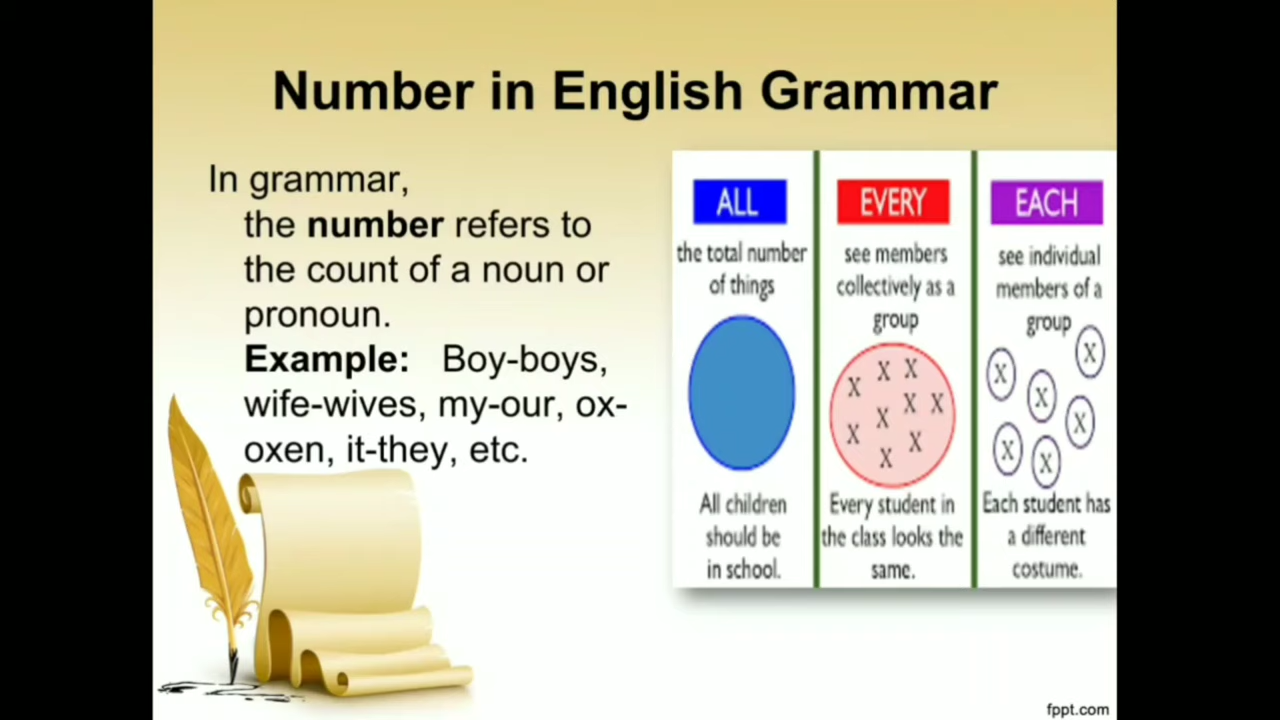 Number in English Grammar
In grammar,
the number refers to
the count of a noun or
pronoun.
Example: Boy-boys,
wife-wives, my-our, ox-
oxen, it-they, etc.
ALL
the total number
of things
All children
should be
in school.
EVERY
see members
collectively as a
group
X X X
X X X
X X
X
Every student in
the class looks the
same.
EACH
see individual
members of a
group
X
X
X
X
X
X
Each student has
a different
costume.
fppt.com